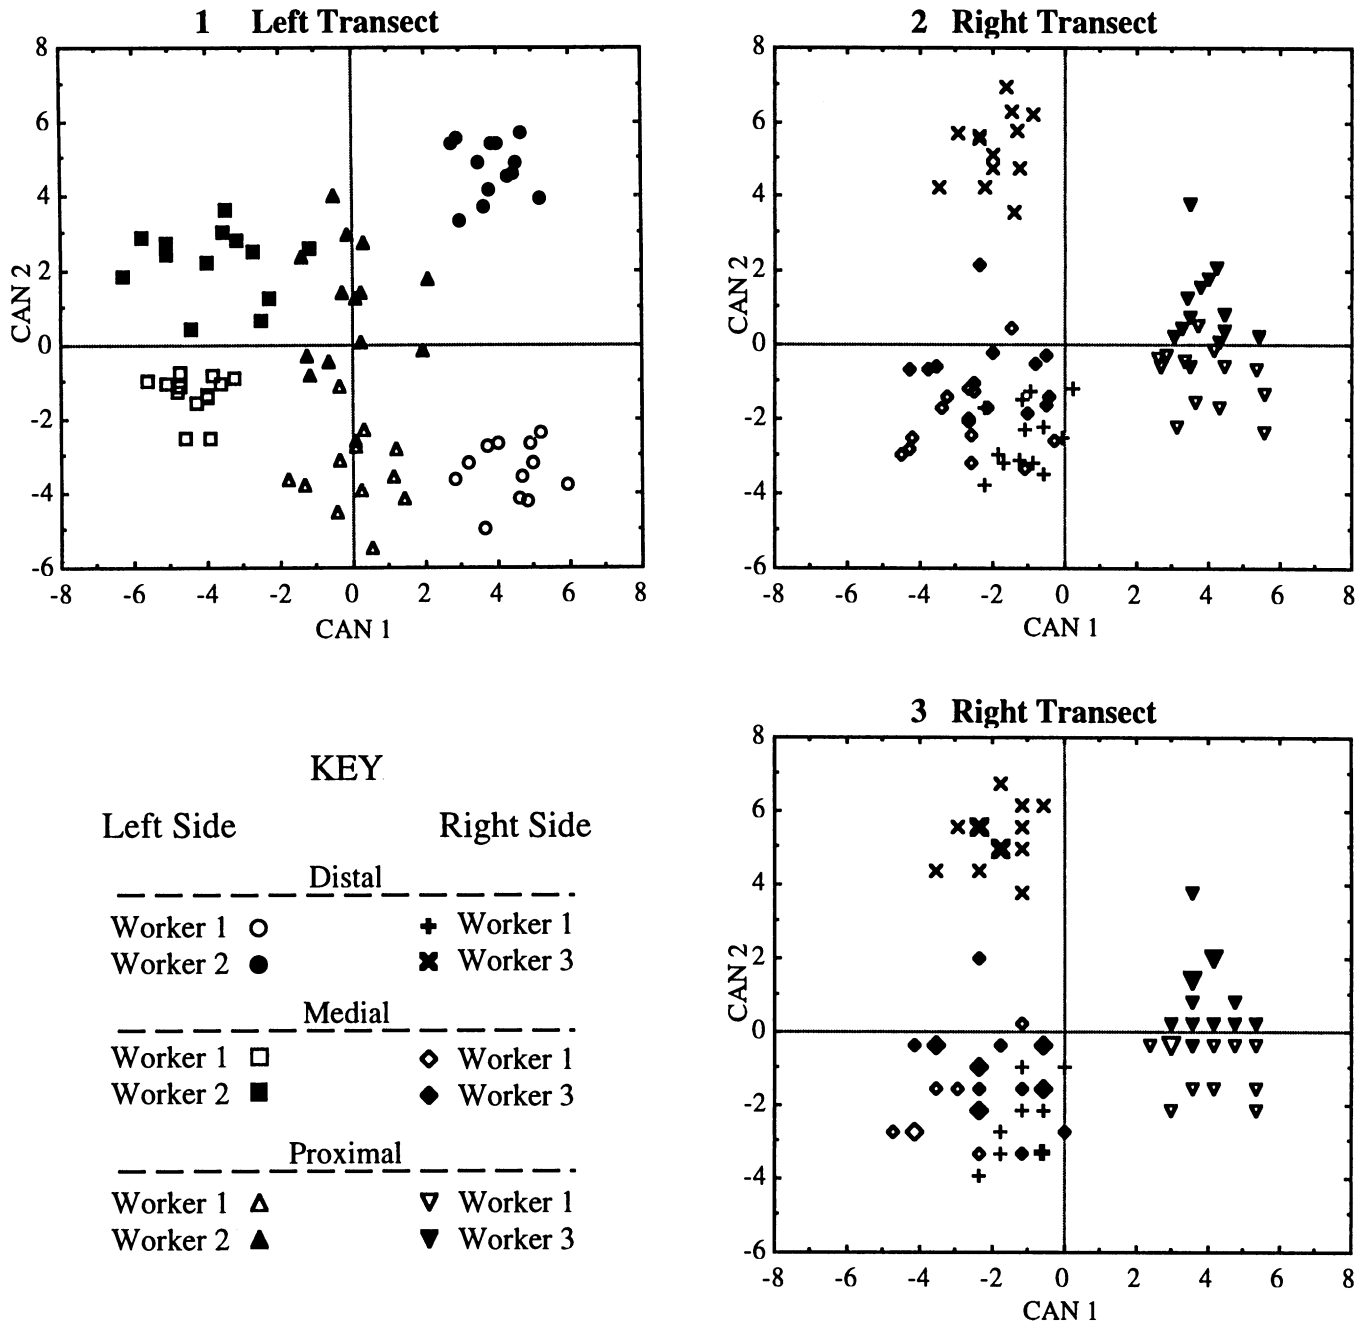 1 Left Transect
8
6
4
2
0
-2
-4
-6
CAN 2
-8 -6 -4 -2 0 2 4 6 8
CAN 1
2 Right Transect
8
6
4
2
0
-2
-4
-6
CAN 2
-8 -6 -4 -2 0 2 4 6 8
CAN 1
3 Right Transect
8
6
4
2
0
-2
-4
-6
CAN 2
-8 -6 -4 -2 0 2 4 6 8
CAN 1
KEY
Left Side Right Side
Distal
Worker 1 Worker 1
Worker 2 Worker 3
Medial
Worker 1 Worker 1
Worker 2 Worker 3
Proximal
Worker 1 Worker 1
Worker 2 Worker 3